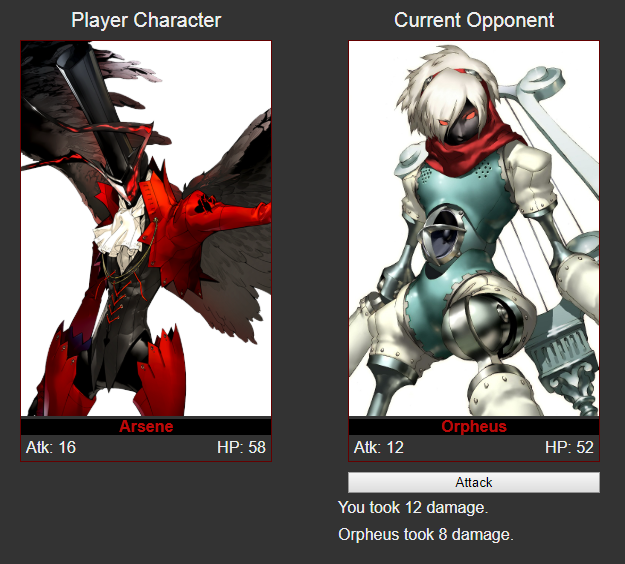 Player Character
Current Opponent
Arsene
Atk: 16 HP: 58
Orpheus
Atk: 12 HP: 52
Attack
You took 12 damage.
Orpheus took 8 damage.